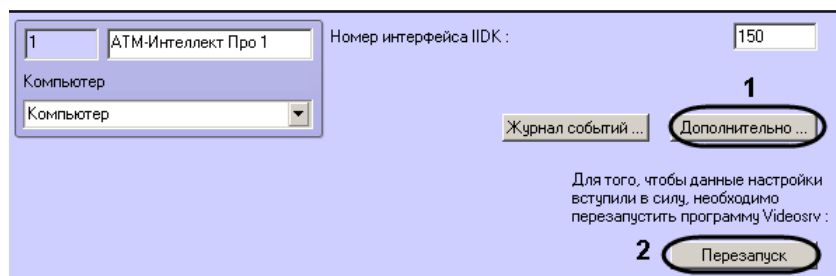 1 АТМ-Интеллект Про 1 Номер интерфейса IIDK : 150
Компьютер
1
Компьютер
Журнал событий ... Дополнительно ...
Для того, чтобы данные настройки
вступили в силу, необходимо
перезапустить программу Videosrv :
2 Перезапуск